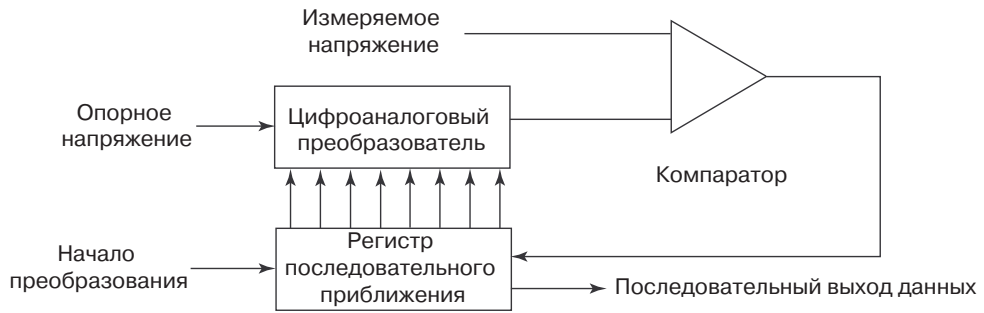 Измеряемое
напряжение
Опорное
напряжение
Цифроаналоговый
преобразователь
Компаратор
Начало
преобразования
Регистр
последовательного
приближения
Последовательный выход данных